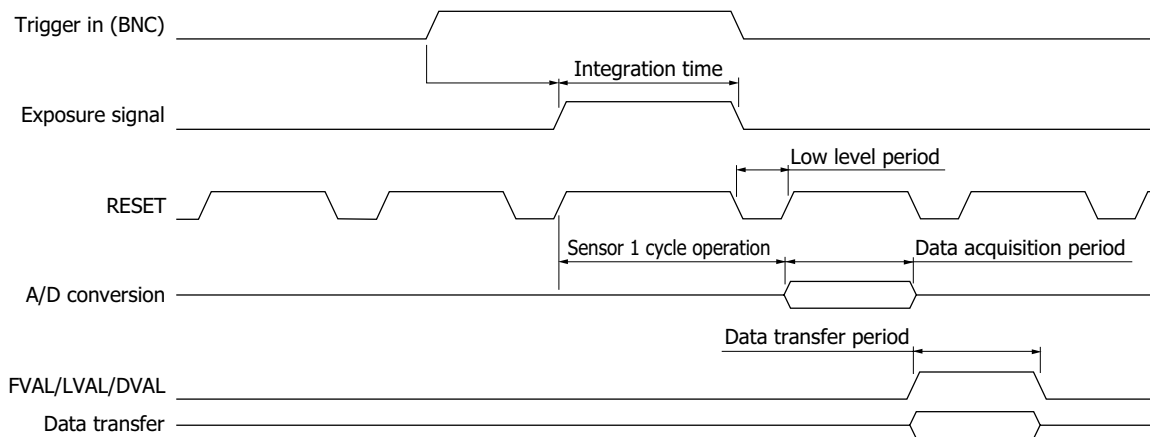 Trigger in (BNC)
Integration time
Exposure signal
Low level period
RESET
Sensor 1 cycle operation
Data acquisition period
A/D conversion
Data transfer period
FVAL/LVAL/DVAL
Data transfer